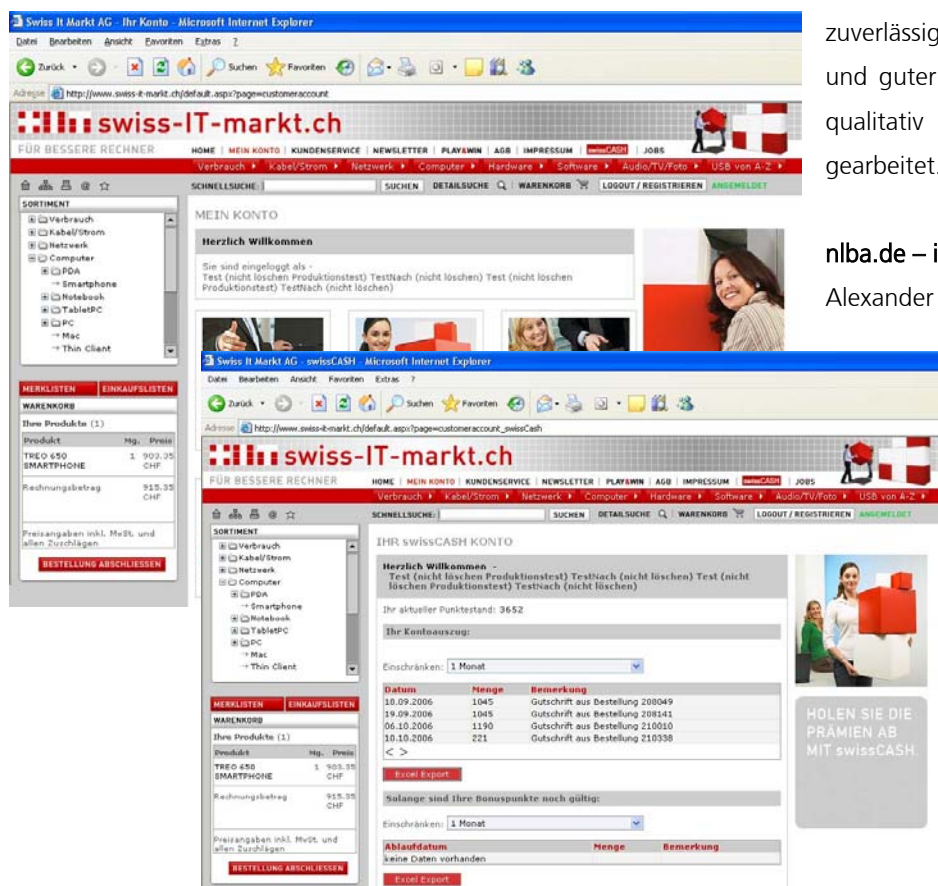 Swiss It Markt AG - Ihr Konto - Microsoft Internet Explorer
Datei Bearbeiten Ansicht Favoriten Extras ?
Zurück Suchen Favoriten
Adresse http://www.swiss-it-markt.ch/default.aspx?page=customeraccount
swiss-IT-markt.ch
FÜR BESSERE RECHNER
HOME | MEIN KONTO | KUNDENSERVICE | NEWSLETTER | PLAY&WIN | AGB | IMPRESSUM | swissCASH | JOBS
Verbrauch Kabel/Strom Netzwerk Computer Hardware Software Audio/TV/Foto USB von A-Z
SCHNELLSUCHE: SUCHEN DETAILSUCHE WARENKORB LOGOUT / REGISTRIEREN ANGEMELDET
SORTIMENT
Verbrauch
Kabel/Strom
Netzwerk
Computer
PDA
Smartphone
Notebook
TabletPC
PC
Mac
Thin Client
MERKLISTEN EINKAUFSLISTEN
WARENKORB
Ihre Produkte (1)
Produkt Mg. Preis
TREO 650 1 903.35
SMARTPHONE CHF
Rechnungsbetrag 915.35
CHF
Preisangaben inkl. MwSt. und
allen Zuschlägen
BESTELLUNG ABSCHLIESSEN
MEIN KONTO
Herzlich Willkommen
Sie sind eingeloggt als -
Test (nicht löschen Produktionstest) TestNach (nicht löschen) Test (nicht löschen
Produktionstest) TestNach (nicht löschen)
zuverlässig
und guter
qualitativ
gearbeitet.
nlba.de – i
Alexander
Swiss It Markt AG - swissCASH - Microsoft Internet Explorer
Datei Bearbeiten Ansicht Favoriten Extras ?
Zurück Suchen Favoriten
Adresse http://www.swiss-it-markt.ch/default.aspx?page=customeraccount_swissCash
swiss-IT-markt.ch
FÜR BESSERE RECHNER
HOME | MEIN KONTO | KUNDENSERVICE | NEWSLETTER | PLAY&WIN | AGB | IMPRESSUM | swissCASH | JOBS
Verbrauch Kabel/Strom Netzwerk Computer Hardware Software Audio/TV/Foto USB von A-Z
SCHNELLSUCHE: SUCHEN DETAILSUCHE WARENKORB LOGOUT / REGISTRIEREN ANGEMELDET
SORTIMENT
Verbrauch
Kabel/Strom
Netzwerk
Computer
PDA
Smartphone
Notebook
TabletPC
PC
Mac
Thin Client
MERKLISTEN EINKAUFSLISTEN
WARENKORB
Ihre Produkte (1)
Produkt Mg. Preis
TREO 650 1 903.35
SMARTPHONE CHF
Rechnungsbetrag 915.35
CHF
Preisangaben inkl. MwSt. und
allen Zuschlägen
BESTELLUNG ABSCHLIESSEN
IHR swissCASH KONTO
Herzlich Willkommen -
Test (nicht löschen Produktionstest) TestNach (nicht löschen) Test (nicht
löschen Produktionstest) TestNach (nicht löschen)
Ihr aktueller Punktestand: 3652
Ihr Kontoauszug:
Einschränken: 1 Monat
Datum Menge Bemerkung
18.09.2006 1045 Gutschrift aus Bestellung 208049
19.09.2006 1045 Gutschrift aus Bestellung 208141
06.10.2006 1190 Gutschrift aus Bestellung 210010
10.10.2006 221 Gutschrift aus Bestellung 210338
< >
Excel Export
Solange sind Ihre Bonuspunkte noch gültig:
Einschränken: 1 Monat
Ablaufdatum Menge Bemerkung
keine Daten vorhanden
Excel Export
HOLEN SIE DIE
PRÄMIEN AB
MIT swissCASH.